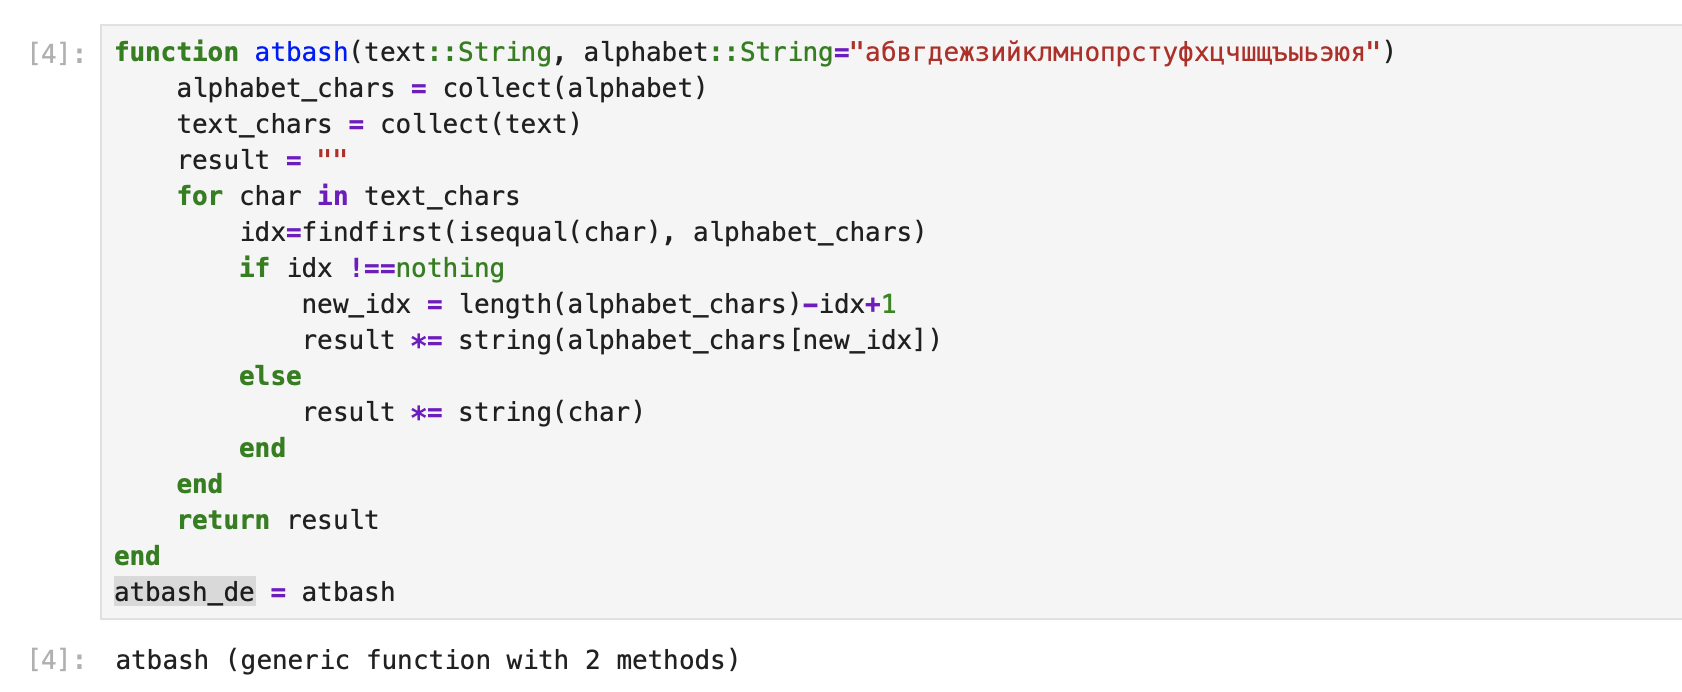 [4]: function atbash(text::String, alphabet::String="абвгдежзийклмнопрстуфхцчшщъыьэюя")
    alphabet_chars = collect(alphabet)
    text_chars = collect(text)
    result = ""
    for char in text_chars
        idx=findfirst(isequal(char), alphabet_chars)
        if idx !==nothing
            new_idx = length(alphabet_chars)-idx+1
            result *= string(alphabet_chars[new_idx])
        else
            result *= string(char)
        end
    end
    return result
end
atbash_de = atbash
[4]: atbash (generic function with 2 methods)